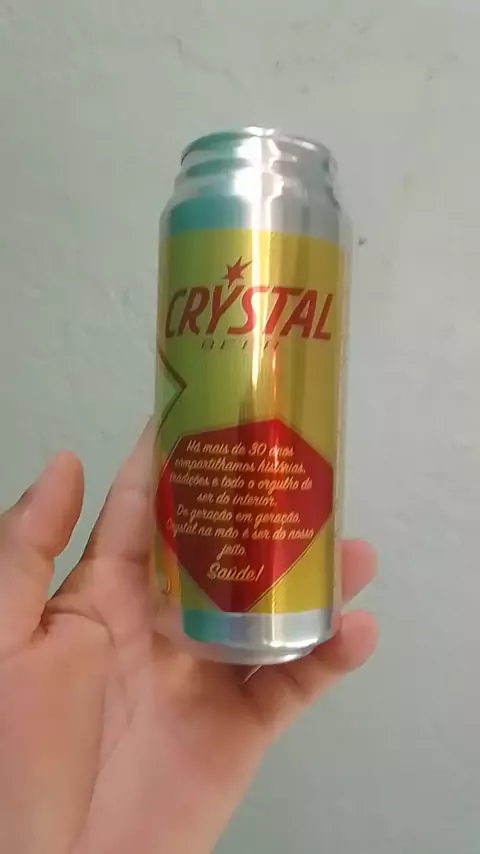 CRYSTAL
BEER
Há mais de 30 anos
compartilhamos histórias,
tradições e todo o orgulho de
ser do interior.
De geração em geração,
Crystal na mão é ser do nosso
jeito.
Saúde!